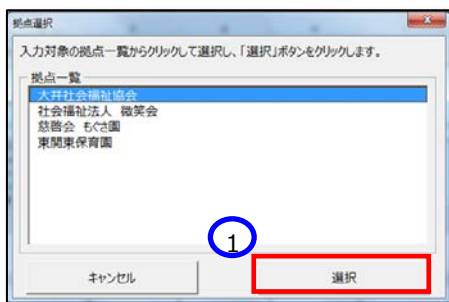 拠点選択
入力対象の拠点一覧からクリックして選択し、「選択」ボタンをクリックします。
拠点一覧
大井社会福祉協会
社会福祉法人 微笑会
慈啓会 もぐさ園
東関東保育園
1
キャンセル
選択